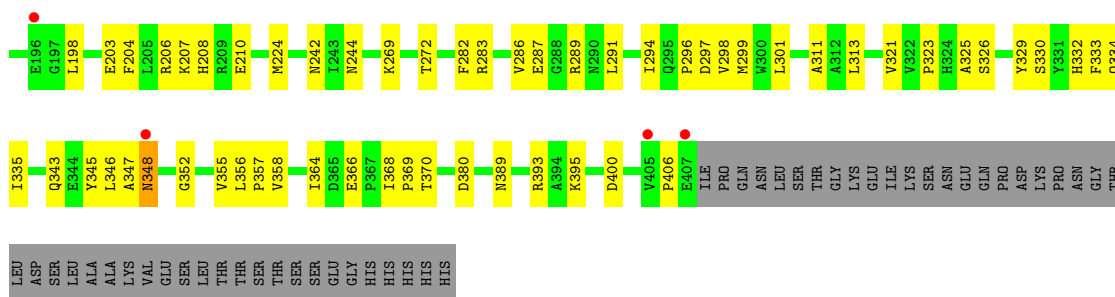 E196 G197 L198 E203 F204 L205 R206 K207 H208 R209 E210 M224 N242 I243 N244 K269 T272 F282 R283 V286 E287 G288 R289 N290 L291 I294 Q295 P296 D297 V298 M299 W300 L301 A311 A312 L313 V321 V322 P323 H324 A325 S326 Y329 S330 Y331 H332 F333 Q334
I335 Q343 E344 Y345 L346 A347 N348 G352 V355 L356 P357 V358 I364 D365 E366 P367 I368 P369 T370 D380 N389 R393 A394 K395 D400 V405 P406 E407 ILE PRO GLN ASN LEU SER THR GLY LYS GLU ILE LYS SER ASN GLU GLN PRO ASP LYS PRO ASN GLY THR
LEU ASP SER LEU ALA ALA LYS VAL GLU SER LEU THR THR SER THR SER SER GLU GLY HIS HIS HIS HIS HIS HIS